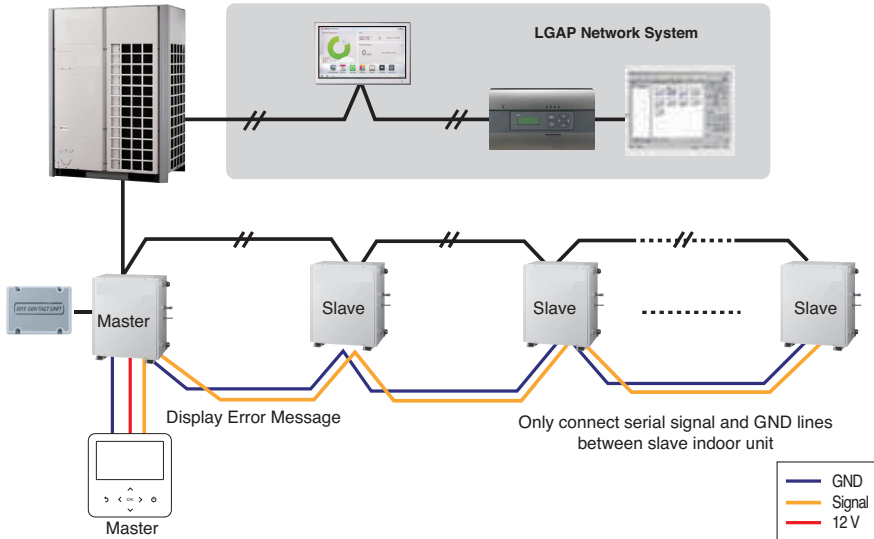 LGAP Network System
DRY CONTACT UNIT
Master
Slave
Slave
Slave
Display Error Message
Only connect serial signal and GND lines
between slave indoor unit
OK
Master
GND
Signal
12 V